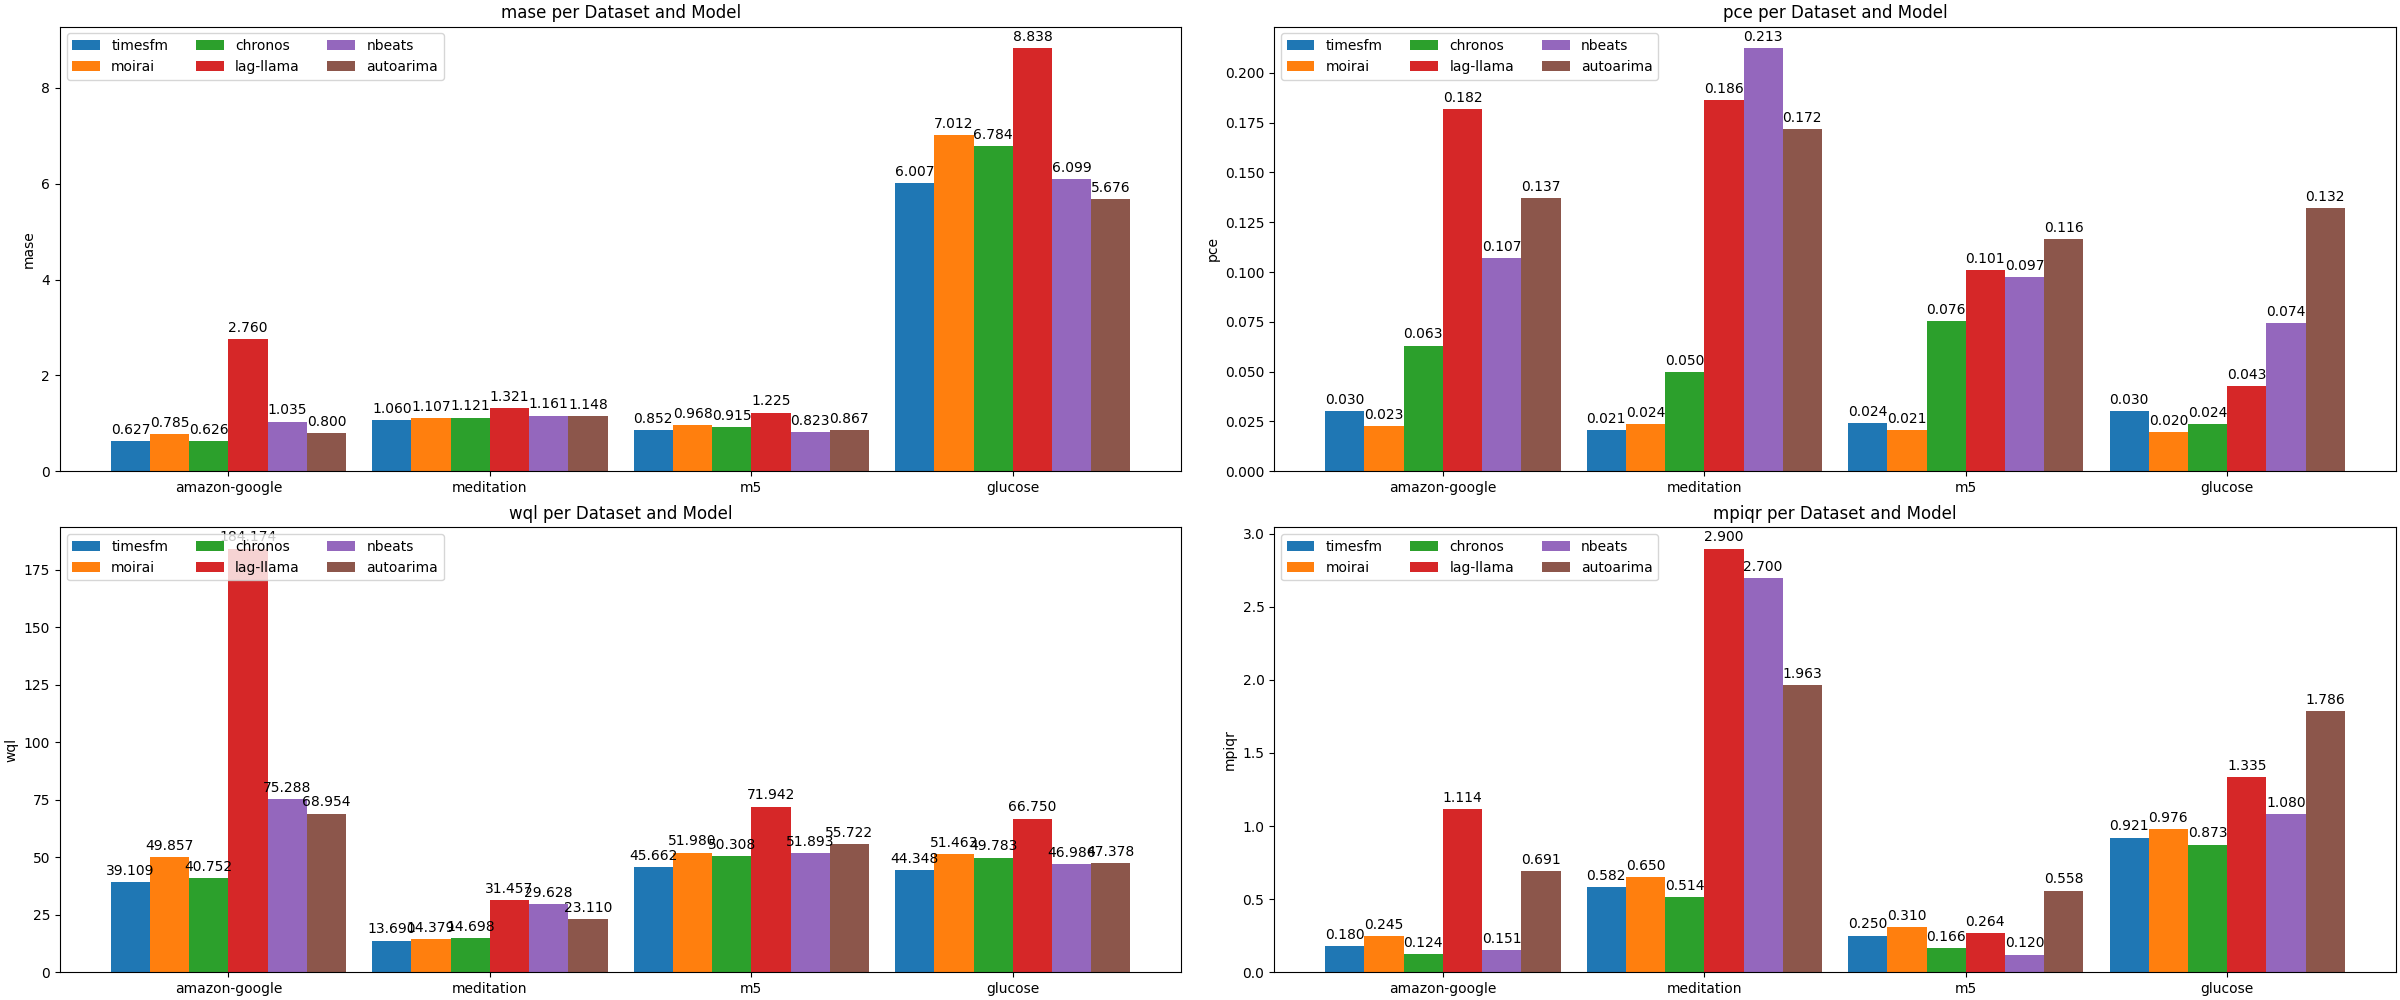 mase per Dataset and Model
timesfm chronos nbeats
moirai lag-llama autoarima
mase
8
6
4
2
0
0.627 0.785 0.626 2.760 1.035 0.800
1.060 1.107 1.121 1.321 1.161 1.148
0.852 0.968 0.915 1.225 0.823 0.867
6.007 7.012 6.784 8.838 6.099 5.676
amazon-google meditation m5 glucose
pce per Dataset and Model
timesfm chronos nbeats
moirai lag-llama autoarima
pce
0.200
0.175
0.150
0.125
0.100
0.075
0.050
0.025
0.000
0.030 0.023 0.063 0.182 0.107 0.137
0.021 0.024 0.050 0.186 0.213 0.172
0.024 0.021 0.076 0.101 0.097 0.116
0.030 0.020 0.024 0.043 0.074 0.132
amazon-google meditation m5 glucose
wql per Dataset and Model
timesfm chronos nbeats
moirai lag-llama autoarima
wql
175
150
125
100
75
50
25
0
39.109 49.857 40.752 184.174 75.288 68.954
13.690 14.379 14.698 31.457 29.628 23.110
45.662 51.980 50.308 71.942 51.893 55.722
44.348 51.462 49.783 66.750 46.986 47.378
amazon-google meditation m5 glucose
mpiqr per Dataset and Model
timesfm chronos nbeats
moirai lag-llama autoarima
mpiqr
3.0
2.5
2.0
1.5
1.0
0.5
0.0
0.180 0.245 0.124 1.114 0.151 0.691
0.582 0.650 0.514 2.900 2.700 1.963
0.250 0.310 0.166 0.264 0.120 0.558
0.921 0.976 0.873 1.335 1.080 1.786
amazon-google meditation m5 glucose